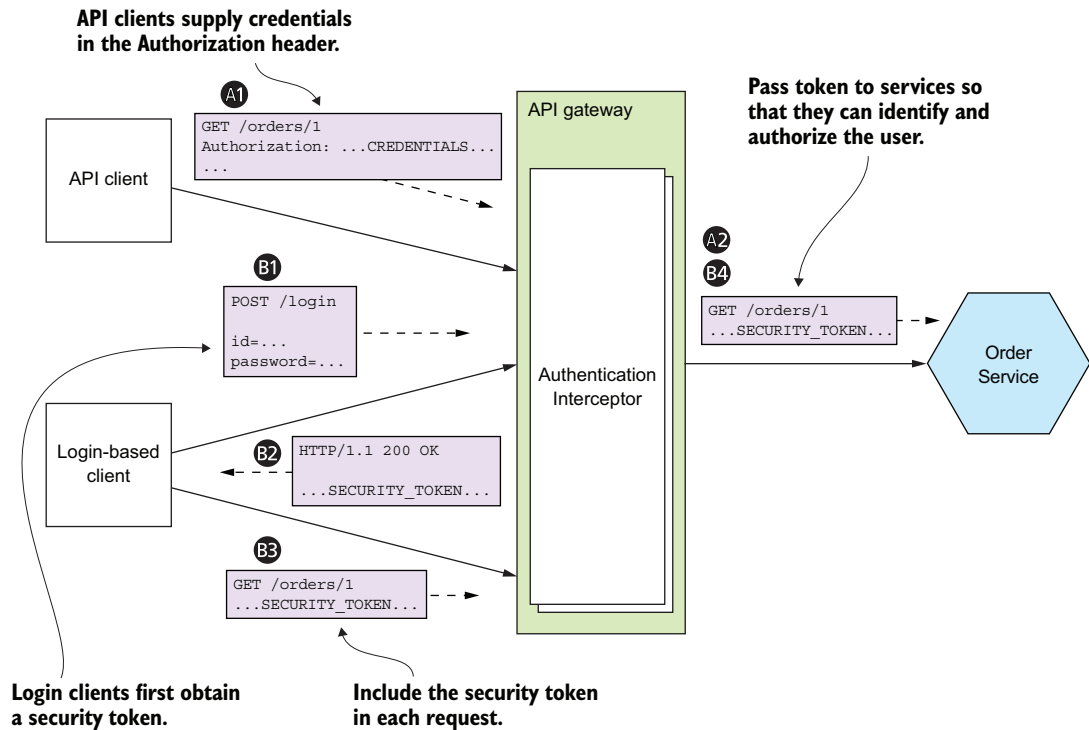 API clients supply credentials
in the Authorization header.
A1
GET /orders/1
Authorization: ...CREDENTIALS...
...
API client
API gateway
Pass token to services so
that they can identify and
authorize the user.
A2
B4
GET /orders/1
...SECURITY_TOKEN...
Order
Service
B1
POST /login
id=...
password=...
Authentication
Interceptor
Login-based
client
B2
HTTP/1.1 200 OK
...SECURITY_TOKEN...
B3
GET /orders/1
...SECURITY_TOKEN...
Login clients first obtain
a security token.
Include the security token
in each request.